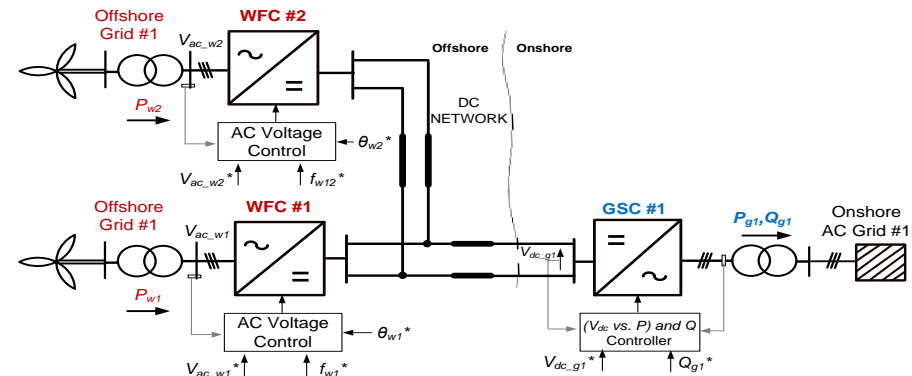 Offshore
Grid #1
V_ac_w2
WFC #2
P_w2
AC Voltage
Control
θ_w2*
V_ac_w2*
f_w12*
Offshore
Onshore
DC
NETWORK
Offshore
Grid #1
V_ac_w1
WFC #1
P_w1
AC Voltage
Control
θ_w1*
V_ac_w1*
f_w1*
V_dc_g1
GSC #1
P_g1,Q_g1
Onshore
AC Grid #1
(V_dc vs. P) and Q
Controller
V_dc_g1*
Q_g1*